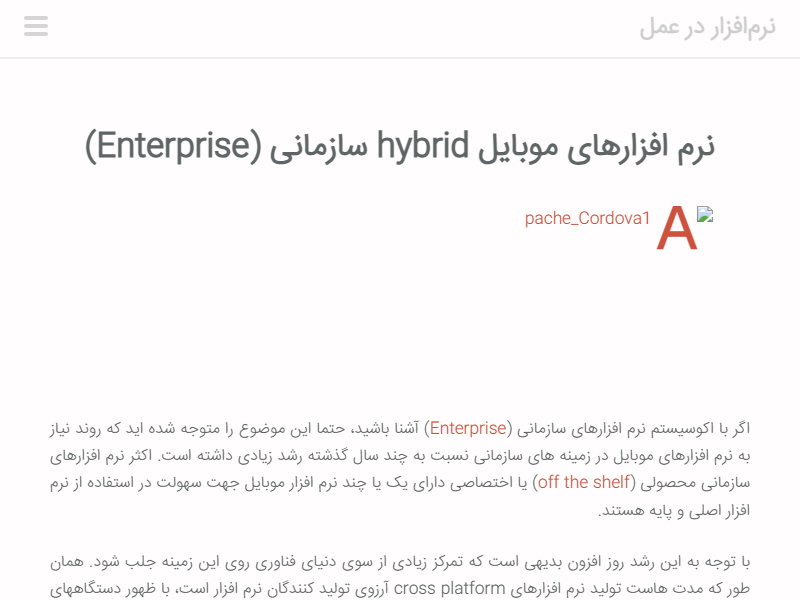 نرم‌افزار در عمل
نرم افزارهای موبایل hybrid سازمانی (Enterprise)
Apache_Cordova1
اگر با اکوسیستم نرم افزارهای سازمانی (Enterprise) آشنا باشید، حتما این موضوع را متوجه شده اید که روند نیاز
به نرم افزارهای موبایل در زمینه های سازمانی نسبت به چند سال گذشته رشد زیادی داشته است. اکثر نرم افزارهای
سازمانی محصولی (off the shelf) یا اختصاصی دارای یک یا چند نرم افزار موبایل جهت سهولت در استفاده از نرم
افزار اصلی و پایه هستند.
با توجه به این رشد روز افزون بدیهی است که تمرکز زیادی از سوی دنیای فناوری روی این زمینه جلب شود. همان
طور که مدت هاست تولید نرم افزارهای cross platform آرزوی تولید کنندگان نرم افزار است، با ظهور دستگاههای